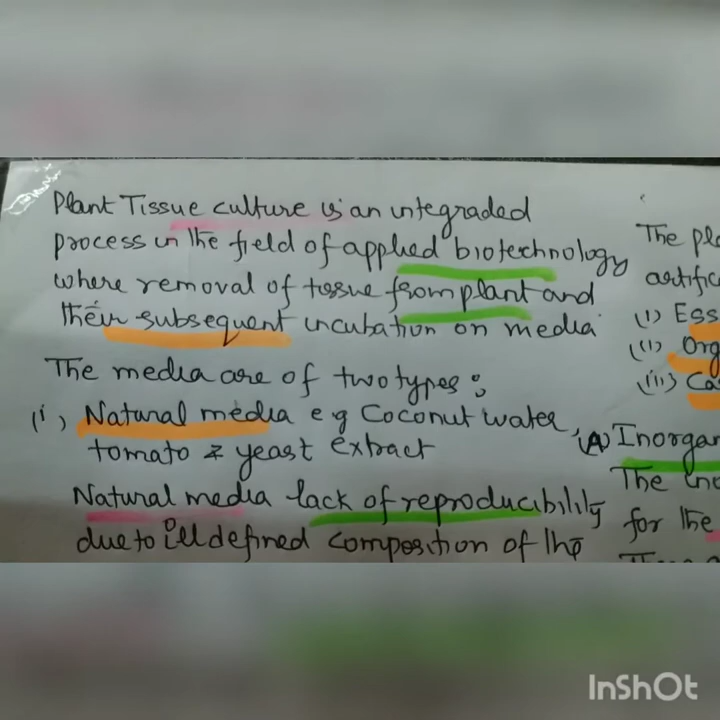 Plant Tissue culture is an integraded
process in the field of applied biotechnology
where removal of tissue from plant and
their subsequent incubation on media
The media are of two types:
(i) Natural media eg Coconut water,
tomato & yeast extract
Natural media lack of reproducibility
due to ill defined composition of the
The pla
artific
(i) Ess
(ii) Org
(iii) Ca
(A) Inorgan
The Ino
for the
InShOt